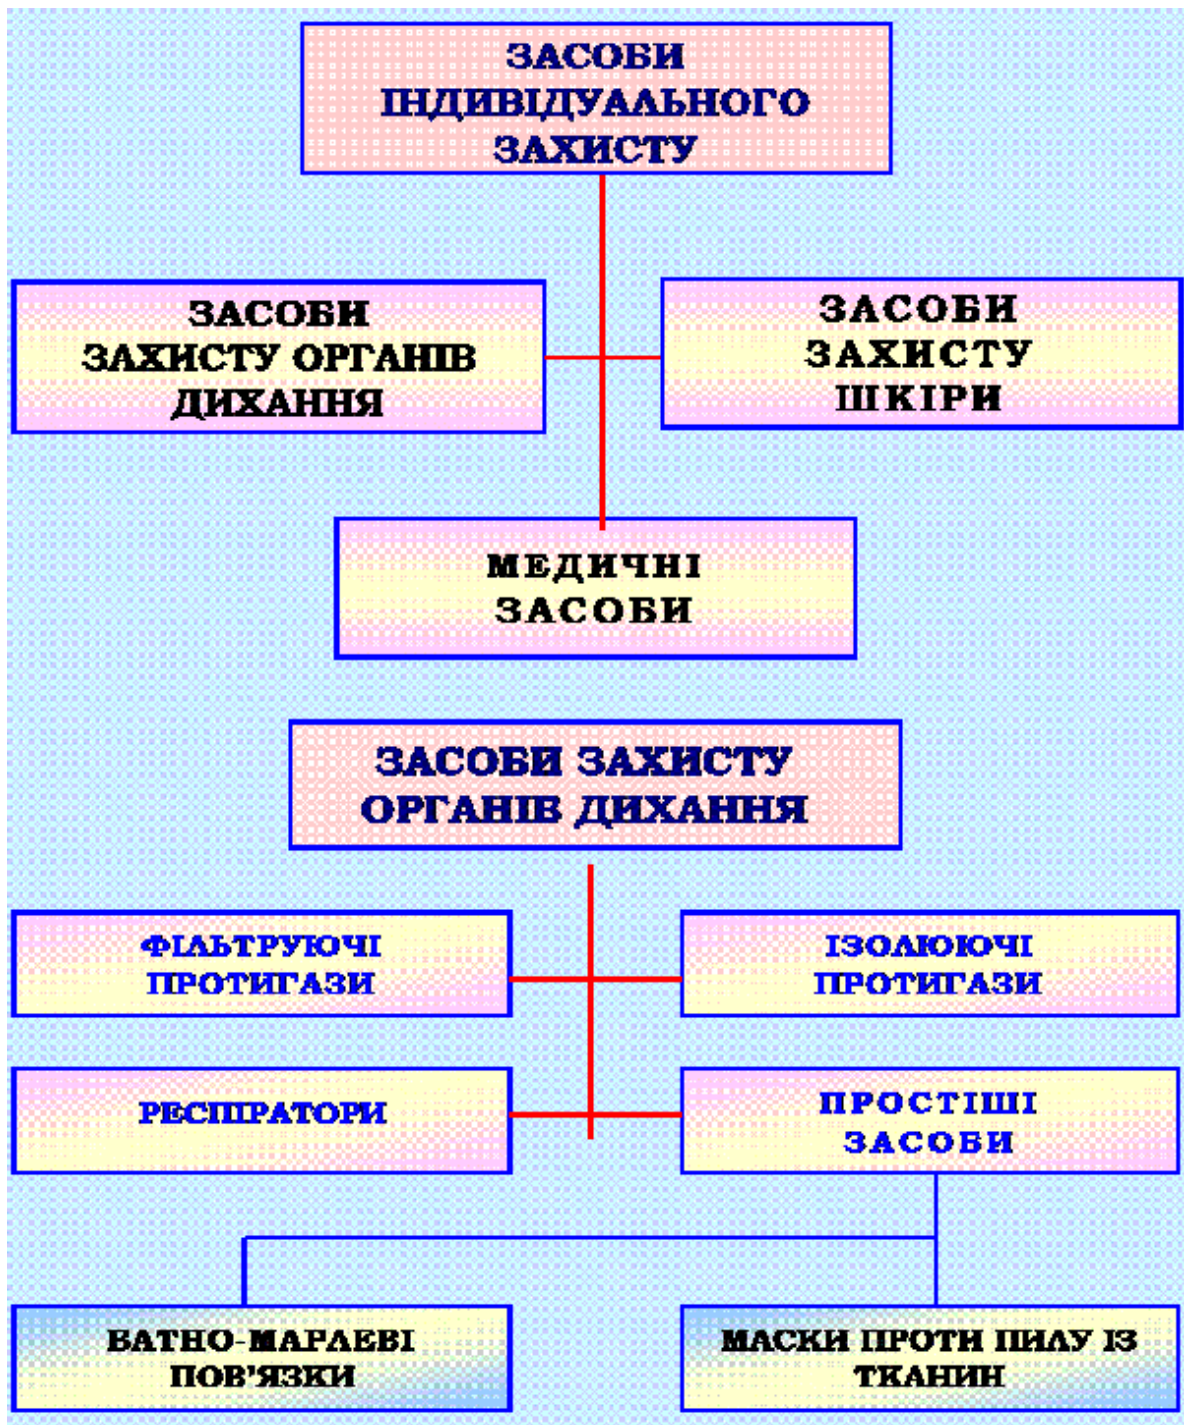 ЗАСОБИ
ІНДИВІДУАЛЬНОГО
ЗАХИСТУ
ЗАСОБИ
ЗАХИСТУ ОРГАНІВ
ДИХАННЯ
ЗАСОБИ
ЗАХИСТУ
ШКІРИ
МЕДИЧНІ
ЗАСОБИ
ЗАСОБИ ЗАХИСТУ
ОРГАНІВ ДИХАННЯ
ФІЛЬТРУЮЧІ
ПРОТИГАЗИ
ІЗОЛЮЮЧІ
ПРОТИГАЗИ
РЕСПІРАТОРИ
ПРОСТІШІ
ЗАСОБИ
ВАТНО-МАРЛЕВІ
ПОВ'ЯЗКИ
МАСКИ ПРОТИ ПИЛУ ІЗ
ТКАНИН